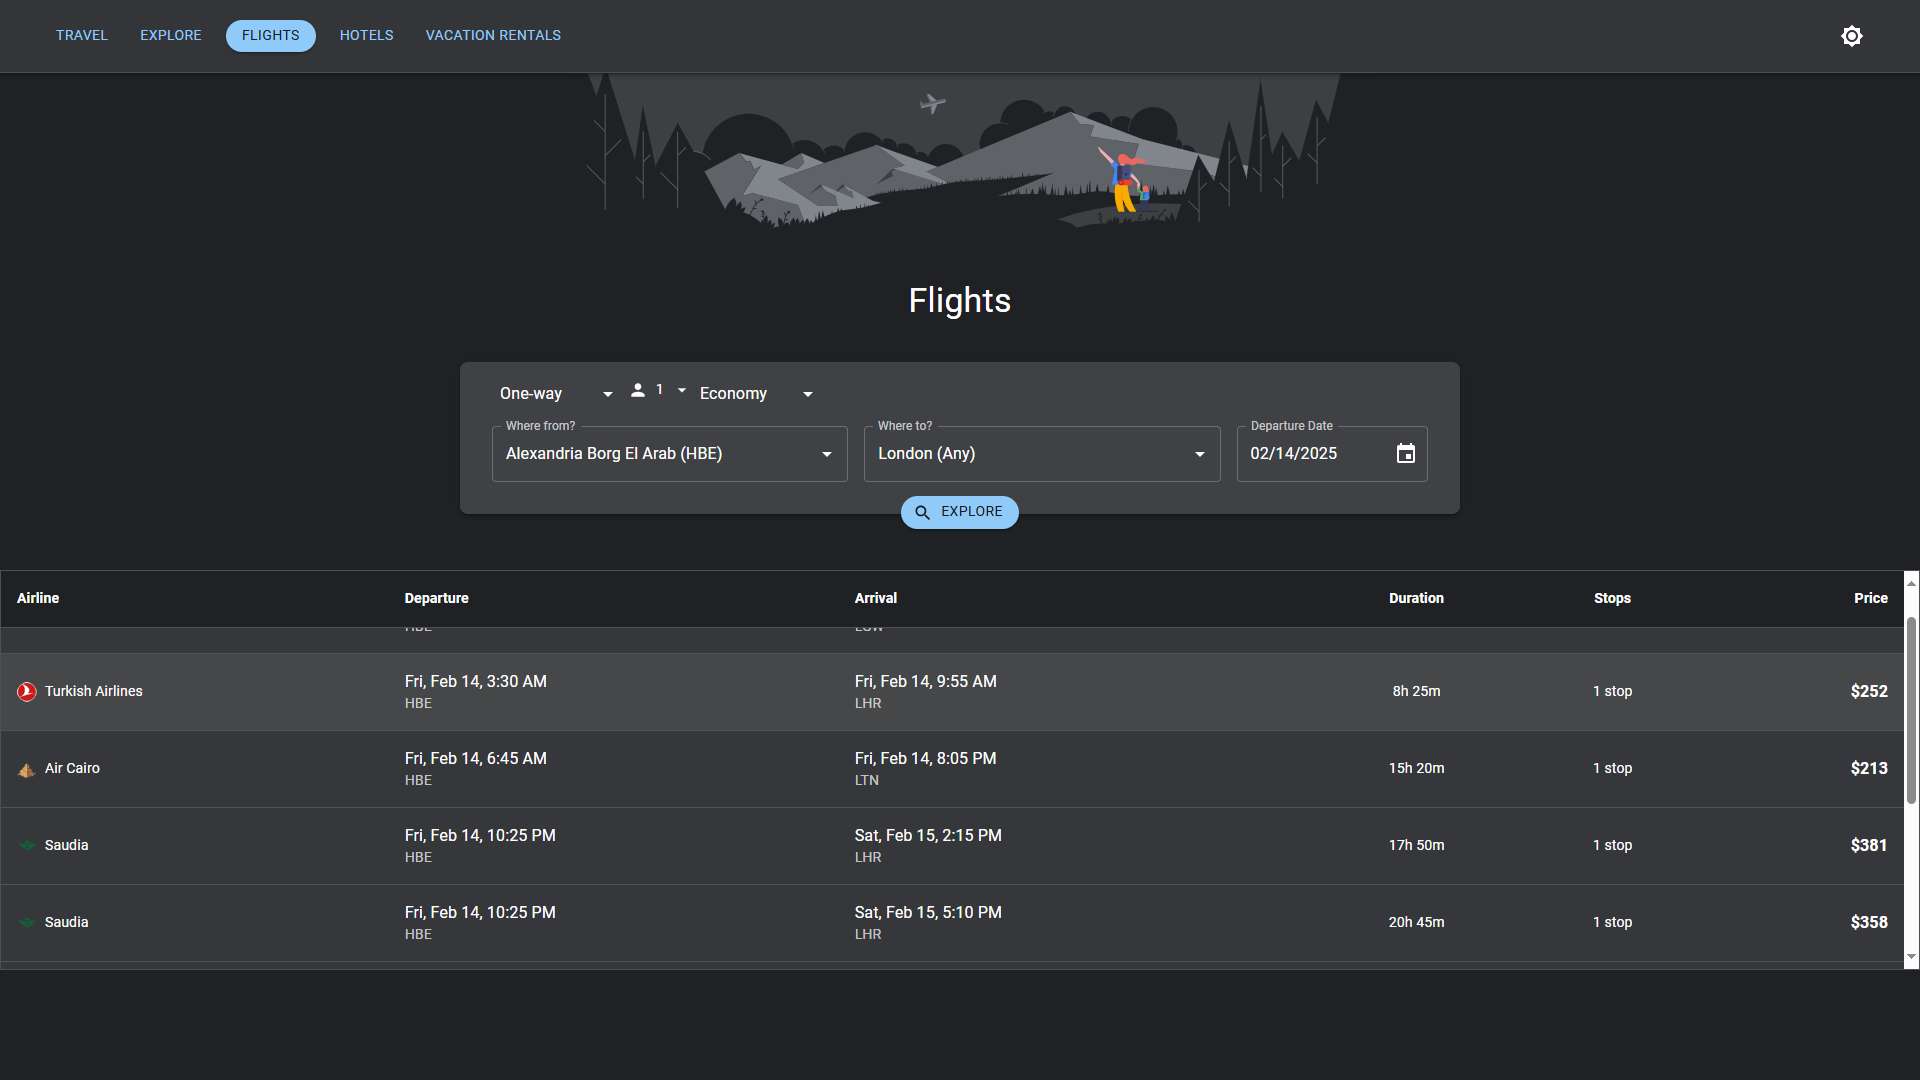 TRAVEL EXPLORE FLIGHTS HOTELS VACATION RENTALS
Flights
One-way 1 Economy
Where from? Where to? Departure Date
Alexandria Borg El Arab (HBE) London (Any) 02/14/2025
EXPLORE
Airline Departure Arrival Duration Stops Price
Fri, Feb 14, 3:30 AM Fri, Feb 14, 9:55 AM
Turkish Airlines 8h 25m 1 stop $252
HBE LHR
Fri, Feb 14, 6:45 AM Fri, Feb 14, 8:05 PM
Air Cairo 15h 20m 1 stop $213
HBE LTN
Fri, Feb 14, 10:25 PM Sat, Feb 15, 2:15 PM
Saudia 17h 50m 1 stop $381
HBE LHR
Fri, Feb 14, 10:25 PM Sat, Feb 15, 5:10 PM
Saudia 20h 45m 1 stop $358
HBE LHR